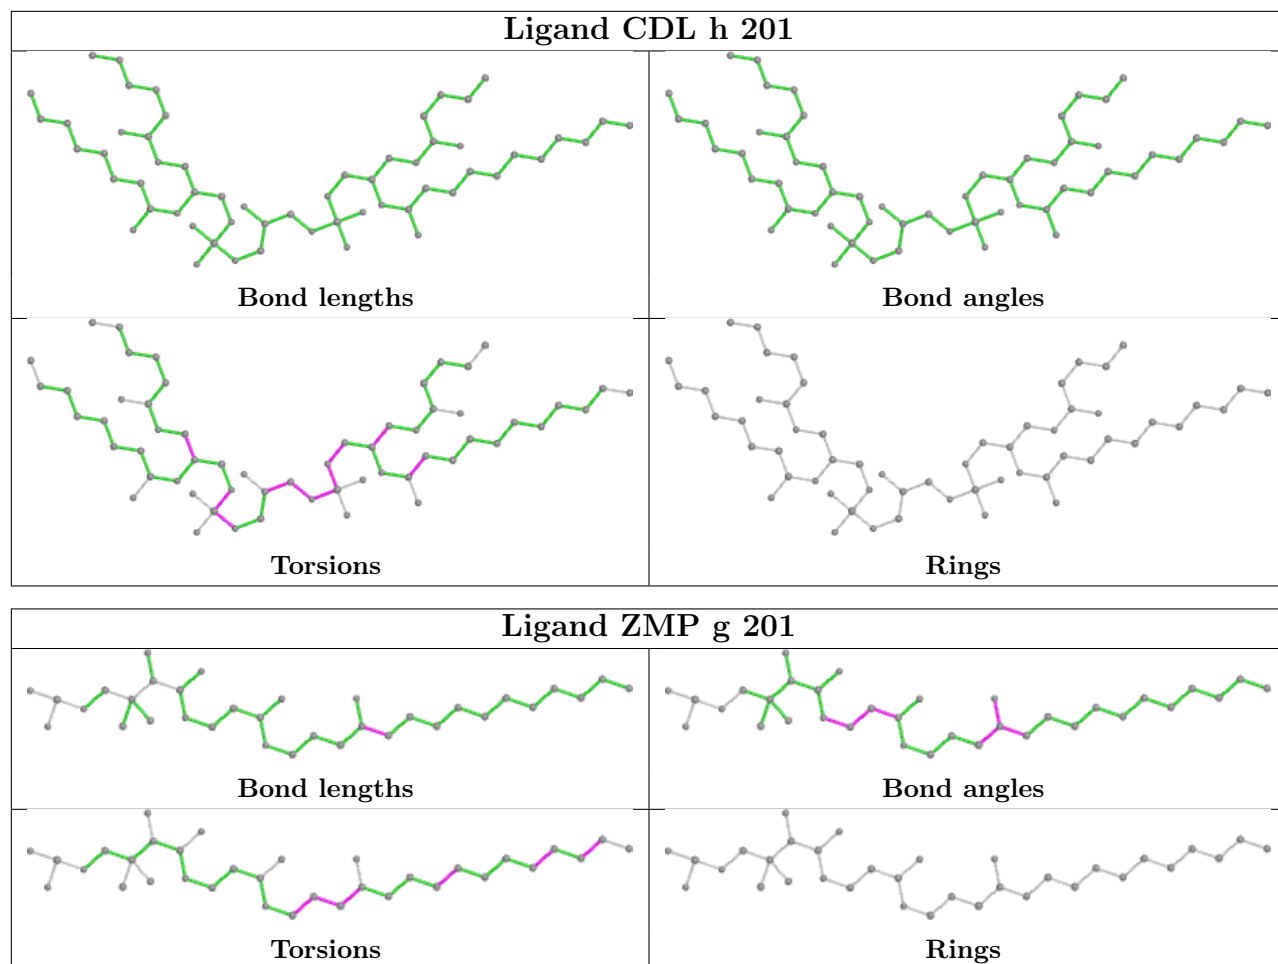 Ligand CDL h 201
Bond lengths
Bond angles
Torsions
Rings
Ligand ZMP g 201
Bond lengths
Bond angles
Torsions
Rings